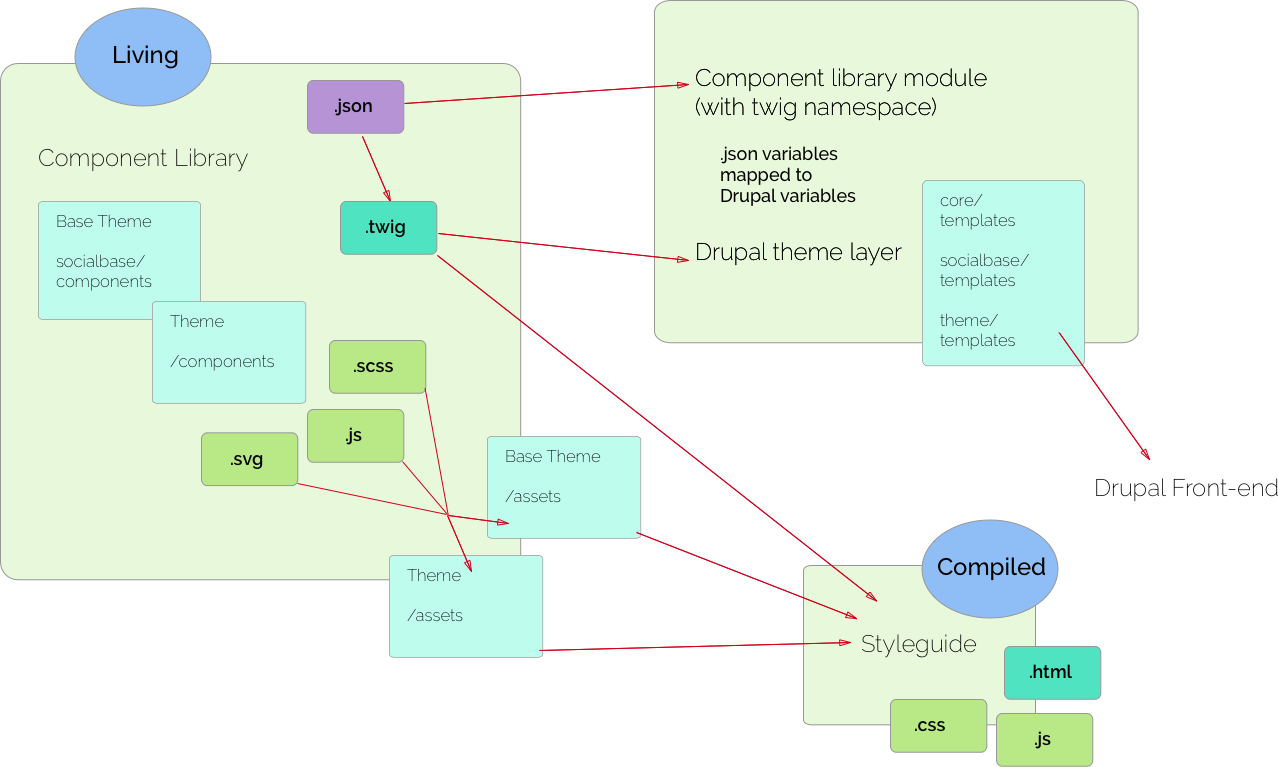 Living
Component Library
.json
.twig
Base Theme
socialbase/
components
Theme
/components
.scss
.js
.svg
Base Theme
/assets
Theme
/assets
Component library module
(with twig namespace)
.json variables
mapped to
Drupal variables
Drupal theme layer
core/
templates
socialbase/
templates
theme/
templates
Drupal Front-end
Compiled
Styleguide
.html
.css
.js